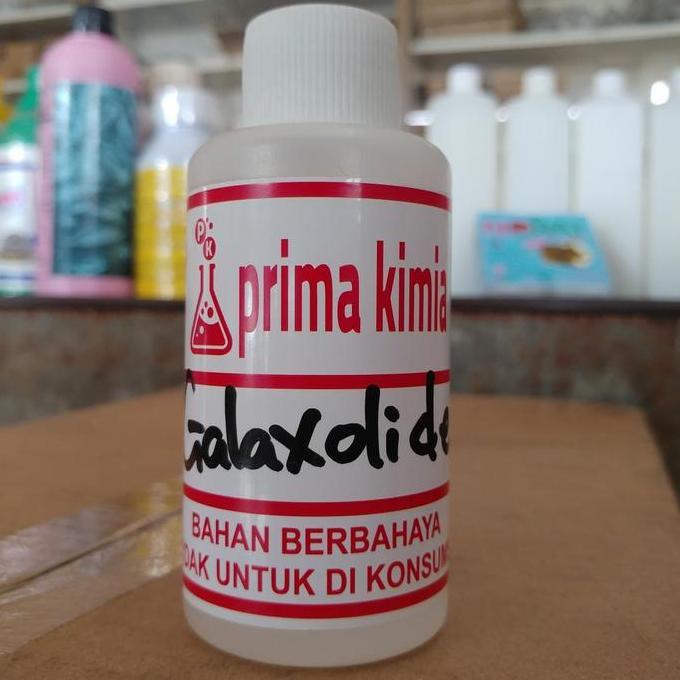 PK
prima kimia
Galaxolide
BAHAN BERBAHAYA
DAK UNTUK DI KONSUM